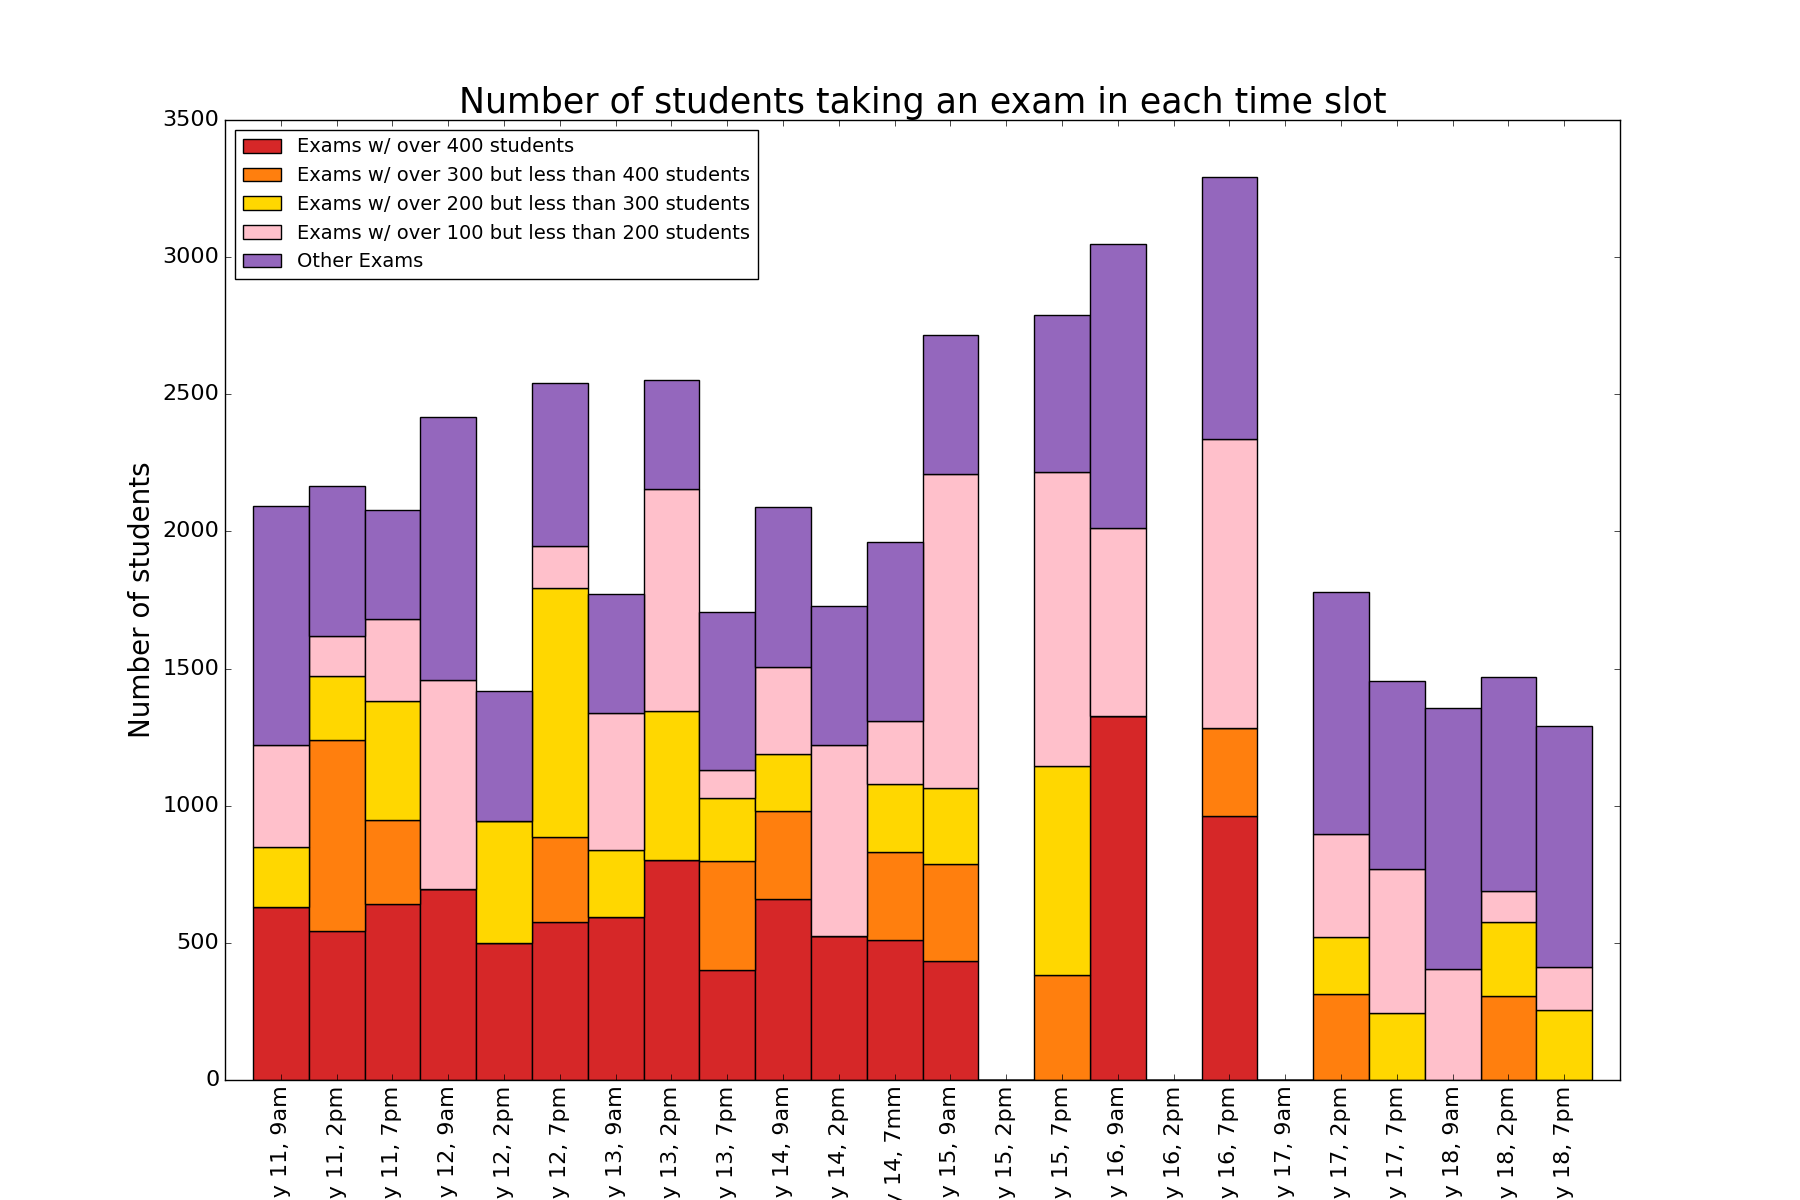 Number of students taking an exam in each time slot
Exams w/ over 400 students
Exams w/ over 300 but less than 400 students
Exams w/ over 200 but less than 300 students
Exams w/ over 100 but less than 200 students
Other Exams
Number of students
3500
3000
2500
2000
1500
1000
500
0
y 11, 9am
y 11, 2pm
y 11, 7pm
y 12, 9am
y 12, 2pm
y 12, 7pm
y 13, 9am
y 13, 2pm
y 13, 7pm
y 14, 9am
y 14, 2pm
y 14, 7mm
y 15, 9am
y 15, 2pm
y 15, 7pm
y 16, 9am
y 16, 2pm
y 16, 7pm
y 17, 9am
y 17, 2pm
y 17, 7pm
y 18, 9am
y 18, 2pm
y 18, 7pm